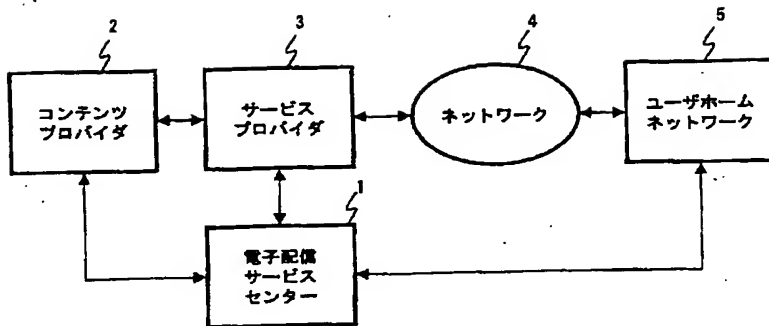 2
3
4
5
コンテンツ
プロバイダ
サービス
プロバイダ
ネットワーク
ユーザホーム
ネットワーク
1
電子配信
サービス
センター